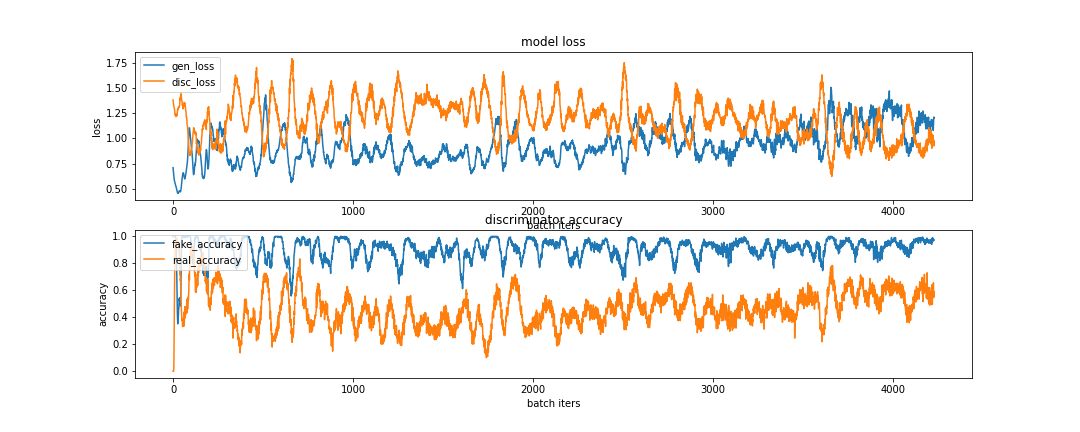 model loss
gen_loss
disc_loss
1.75
1.50
1.25
1.00
0.75
0.50
loss
0 1000 2000 3000 4000
batch iters
discriminator accuracy
fake_accuracy
real_accuracy
1.0
0.8
0.6
0.4
0.2
0.0
accuracy
0 1000 2000 3000 4000
batch iters